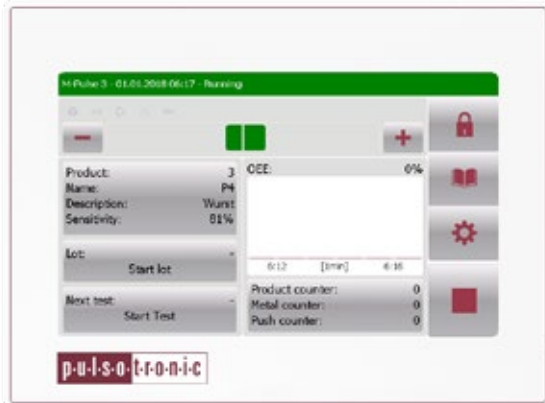 M-Pulse 3 - 01.01.2018 06:17 - Running
Product: 3
Name: P4
Description: Wurst
Sensitivity: 81%
Lot: -
Start lot
Next test: -
Start Test
OEE: 0%
6:12 [1min] 6:16
Product counter: 0
Metal counter: 0
Push counter: 0
p·u·l·s·o·t·r·o·n·i·c